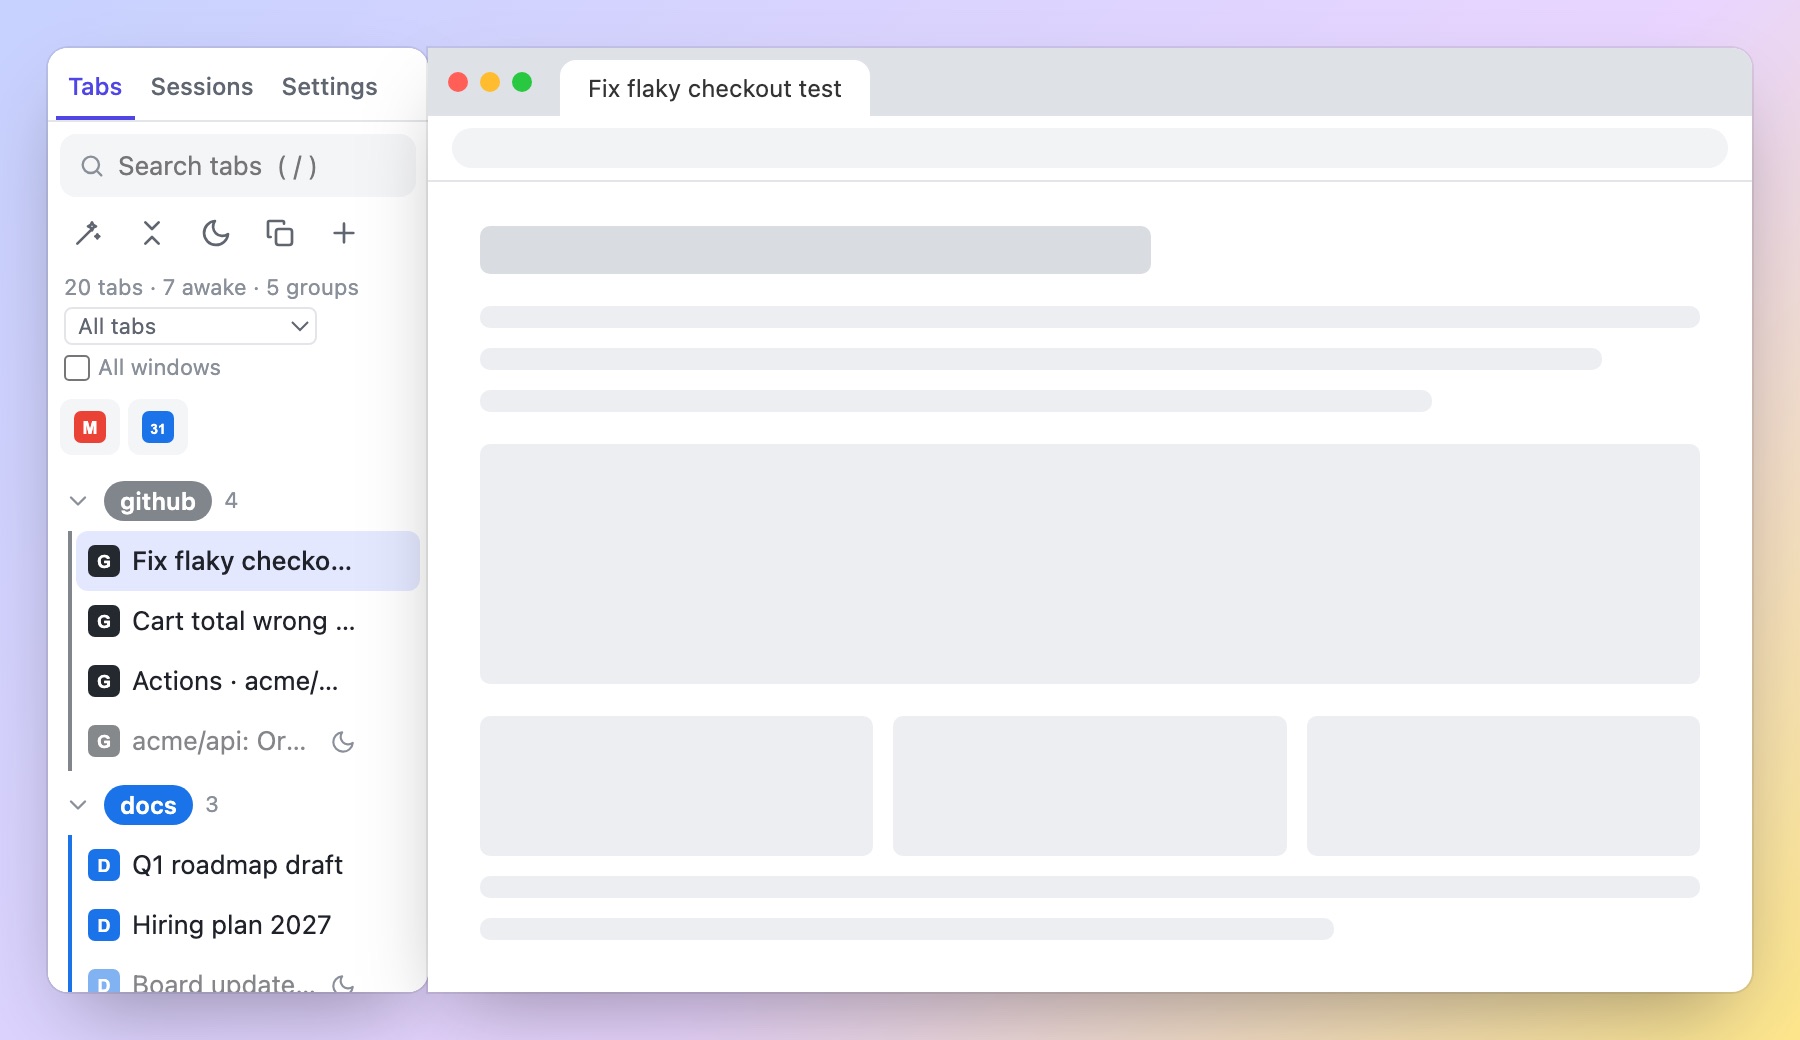 Tabs Sessions Settings
Fix flaky checkout test
Search tabs (/)
20 tabs · 7 awake · 5 groups
All tabs
All windows
M 31
github 4
G Fix flaky checko...
G Cart total wrong ...
G Actions · acme/...
G acme/api: Or...
docs 3
D Q1 roadmap draft
D Hiring plan 2027
D Board update...